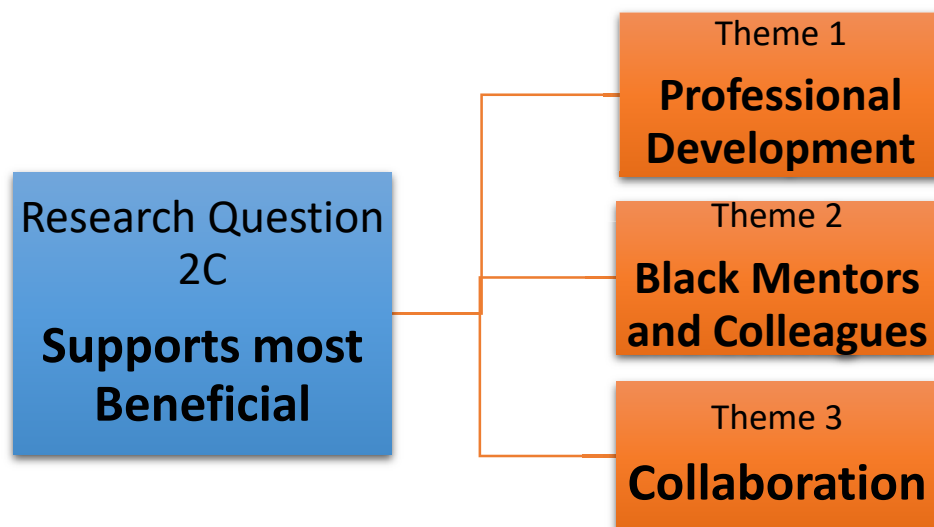 Research Question
2C
Supports most
Beneficial
Theme 1
Professional
Development
Theme 2
Black Mentors
and Colleagues
Theme 3
Collaboration